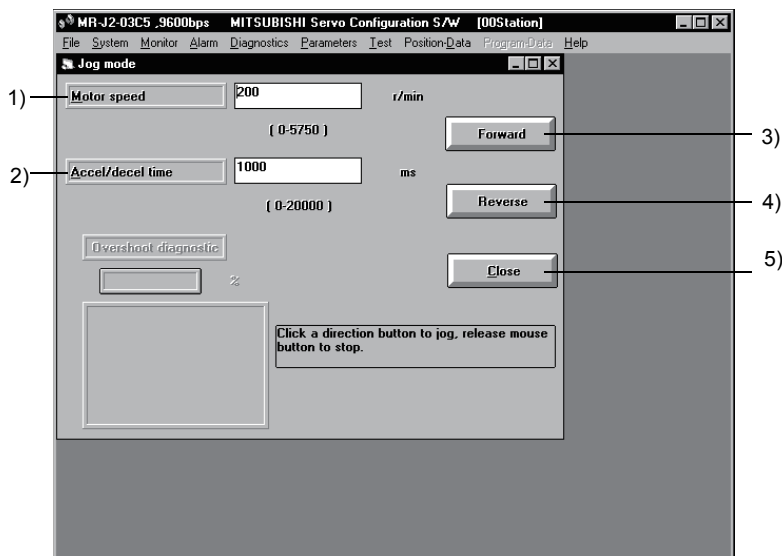 MR-J2-03C5 ,9600bps MITSUBISHI Servo Configuration S/W [00Station]
File System Monitor Alarm Diagnostics Parameters Test Position-Data Program-Data Help
Jog mode
1) Motor speed 200 r/min
( 0-5750 )
Forward 3)
2) Accel/decel time 1000 ms
( 0-20000 )
Reverse 4)
Overshoot diagnostic
%
Close 5)
Click a direction button to jog, release mouse
button to stop.